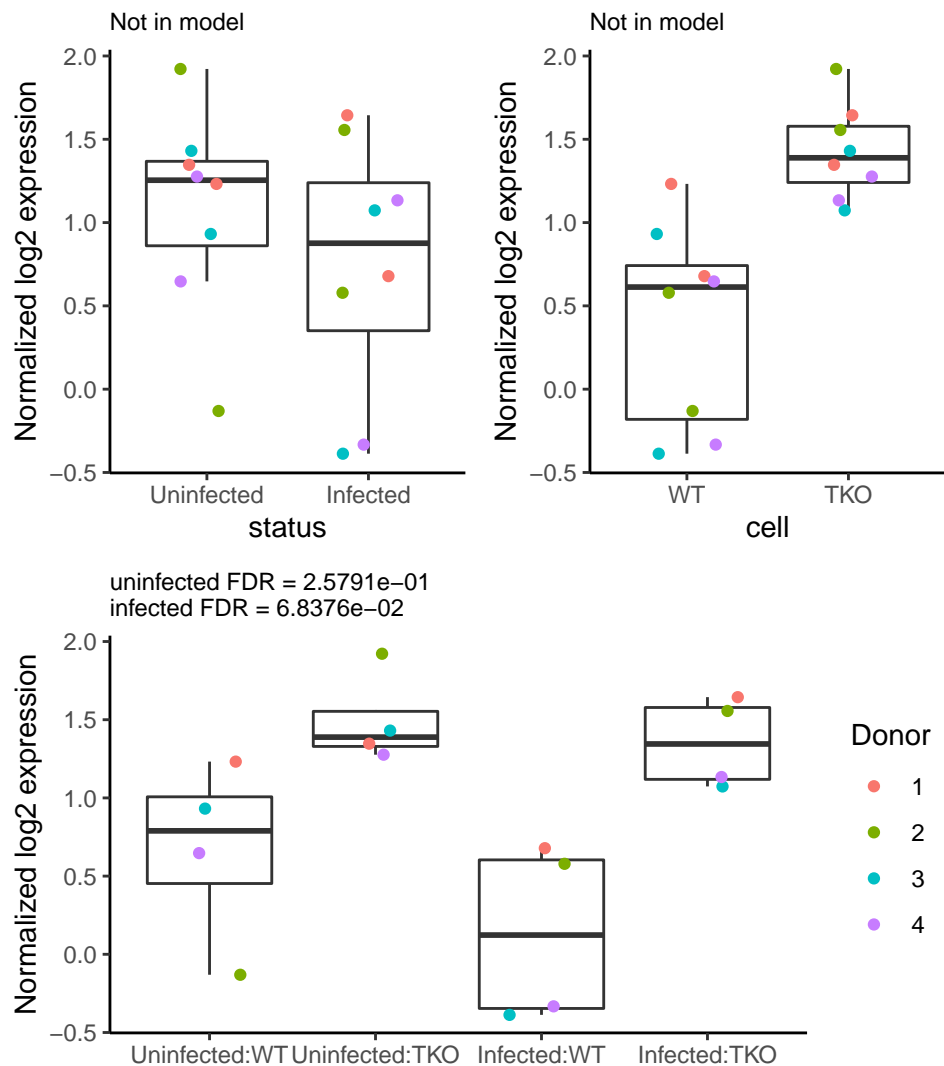 Not in model
Normalized log2 expression
2.0
1.5
1.0
0.5
0.0
−0.5
Uninfected
Infected
status
Not in model
Normalized log2 expression
2.0
1.5
1.0
0.5
0.0
−0.5
WT
TKO
cell
uninfected FDR = 2.5791e−01
infected FDR = 6.8376e−02
Normalized log2 expression
2.0
1.5
1.0
0.5
0.0
−0.5
Uninfected:WT
Uninfected:TKO
Infected:WT
Infected:TKO
Donor
1
2
3
4